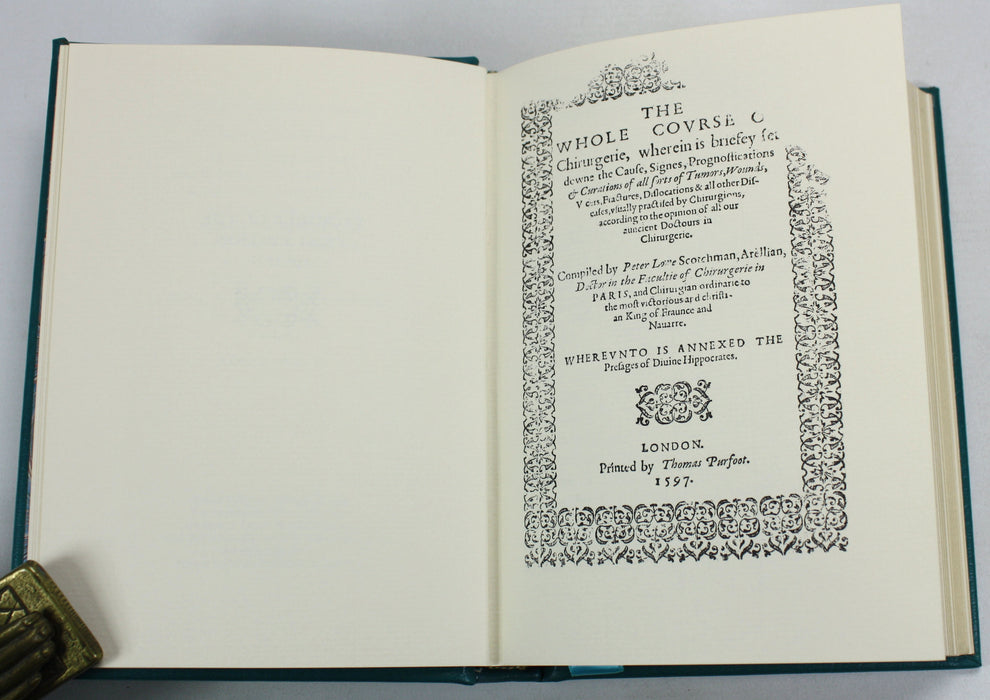 THE
WHOLE COVRSE
Chirurgerie, wherein is briefey ſet
downe the Cauſe, Signes, Prognoſtications
& Curations of all ſorts of Tumors, Wounds,
Vcers, Fractures, Diſlocations & all other Diſ-
eaſes, vſually practiſed by Chirurgions,
according to the opinion of all our
auncient Doctours in
Chirurgerie.
Compiled by Peter Lowe Scotchman, Arellian,
Doctor in the Facultie of Chirurgerie in
PARIS, and Chirurgian ordinarie to
the moſt victorious and chriſti-
an King of Fraunce and
Nauarre.
WHEREVNTO IS ANNEXED THE
Preſages of Diuine Hippocrates.
LONDON.
Printed by Thomas Purfoot.
1597.